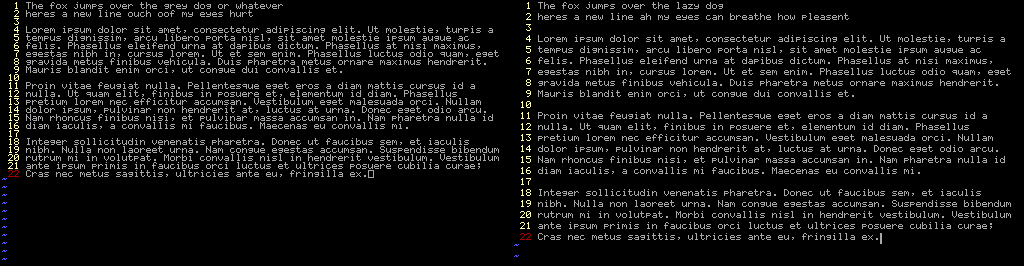 1 The fox jumps over the grey dog or whatever
2 heres a new line ouch oof my eyes hurt
3
4 Lorem ipsum dolor sit amet, consectetur adipiscing elit. Ut molestie, turpis a
5 tempus dignissim, arcu libero porta nisl, sit amet molestie ipsum augue ac
6 felis. Phasellus eleifend urna at dapibus dictum. Phasellus at nisi maximus,
7 egestas nibh in, cursus lorem. Ut et sem enim. Phasellus luctus odio quam, eget
8 gravida metus finibus vehicula. Duis pharetra metus ornare maximus hendrerit.
9 Mauris blandit enim orci, ut congue dui convallis et.
10
11 Proin vitae feugiat nulla. Pellentesque eget eros a diam mattis cursus id a
12 nulla. Ut quam elit, finibus in posuere et, elementum id diam. Phasellus
13 pretium lorem nec efficitur accumsan. Vestibulum eget malesuada orci. Nullam
14 dolor ipsum, pulvinar non hendrerit at, luctus at urna. Donec eget odio arcu.
15 Nam rhoncus finibus nisi, et pulvinar massa accumsan in. Nam pharetra nulla id
16 diam iaculis, a convallis mi faucibus. Maecenas eu convallis mi.
17
18 Integer sollicitudin venenatis pharetra. Donec ut faucibus sem, et iaculis
19 nibh. Nulla non laoreet urna. Nam congue egestas accumsan. Suspendisse bibendum
20 rutrum mi in volutpat. Morbi convallis nisl in hendrerit vestibulum. Vestibulum
21 ante ipsum primis in faucibus orci luctus et ultrices posuere cubilia curae;
22 Cras nec metus sagittis, ultricies ante eu, fringilla ex.
~
~
~
~
~
~
~
~
~
~
~
1 The fox jumps over the lazy dog
2 heres a new line ah my eyes can breathe how pleasent
3
4 Lorem ipsum dolor sit amet, consectetur adipiscing elit. Ut molestie, turpis a
5 tempus dignissim, arcu libero porta nisl, sit amet molestie ipsum augue ac
6 felis. Phasellus eleifend urna at dapibus dictum. Phasellus at nisi maximus,
7 egestas nibh in, cursus lorem. Ut et sem enim. Phasellus luctus odio quam, eget
8 gravida metus finibus vehicula. Duis pharetra metus ornare maximus hendrerit.
9 Mauris blandit enim orci, ut congue dui convallis et.
10
11 Proin vitae feugiat nulla. Pellentesque eget eros a diam mattis cursus id a
12 nulla. Ut quam elit, finibus in posuere et, elementum id diam. Phasellus
13 pretium lorem nec efficitur accumsan. Vestibulum eget malesuada orci. Nullam
14 dolor ipsum, pulvinar non hendrerit at, luctus at urna. Donec eget odio arcu.
15 Nam rhoncus finibus nisi, et pulvinar massa accumsan in. Nam pharetra nulla id
16 diam iaculis, a convallis mi faucibus. Maecenas eu convallis mi.
17
18 Integer sollicitudin venenatis pharetra. Donec ut faucibus sem, et iaculis
19 nibh. Nulla non laoreet urna. Nam congue egestas accumsan. Suspendisse bibendum
20 rutrum mi in volutpat. Morbi convallis nisl in hendrerit vestibulum. Vestibulum
21 ante ipsum primis in faucibus orci luctus et ultrices posuere cubilia curae;
22 Cras nec metus sagittis, ultricies ante eu, fringilla ex.
~